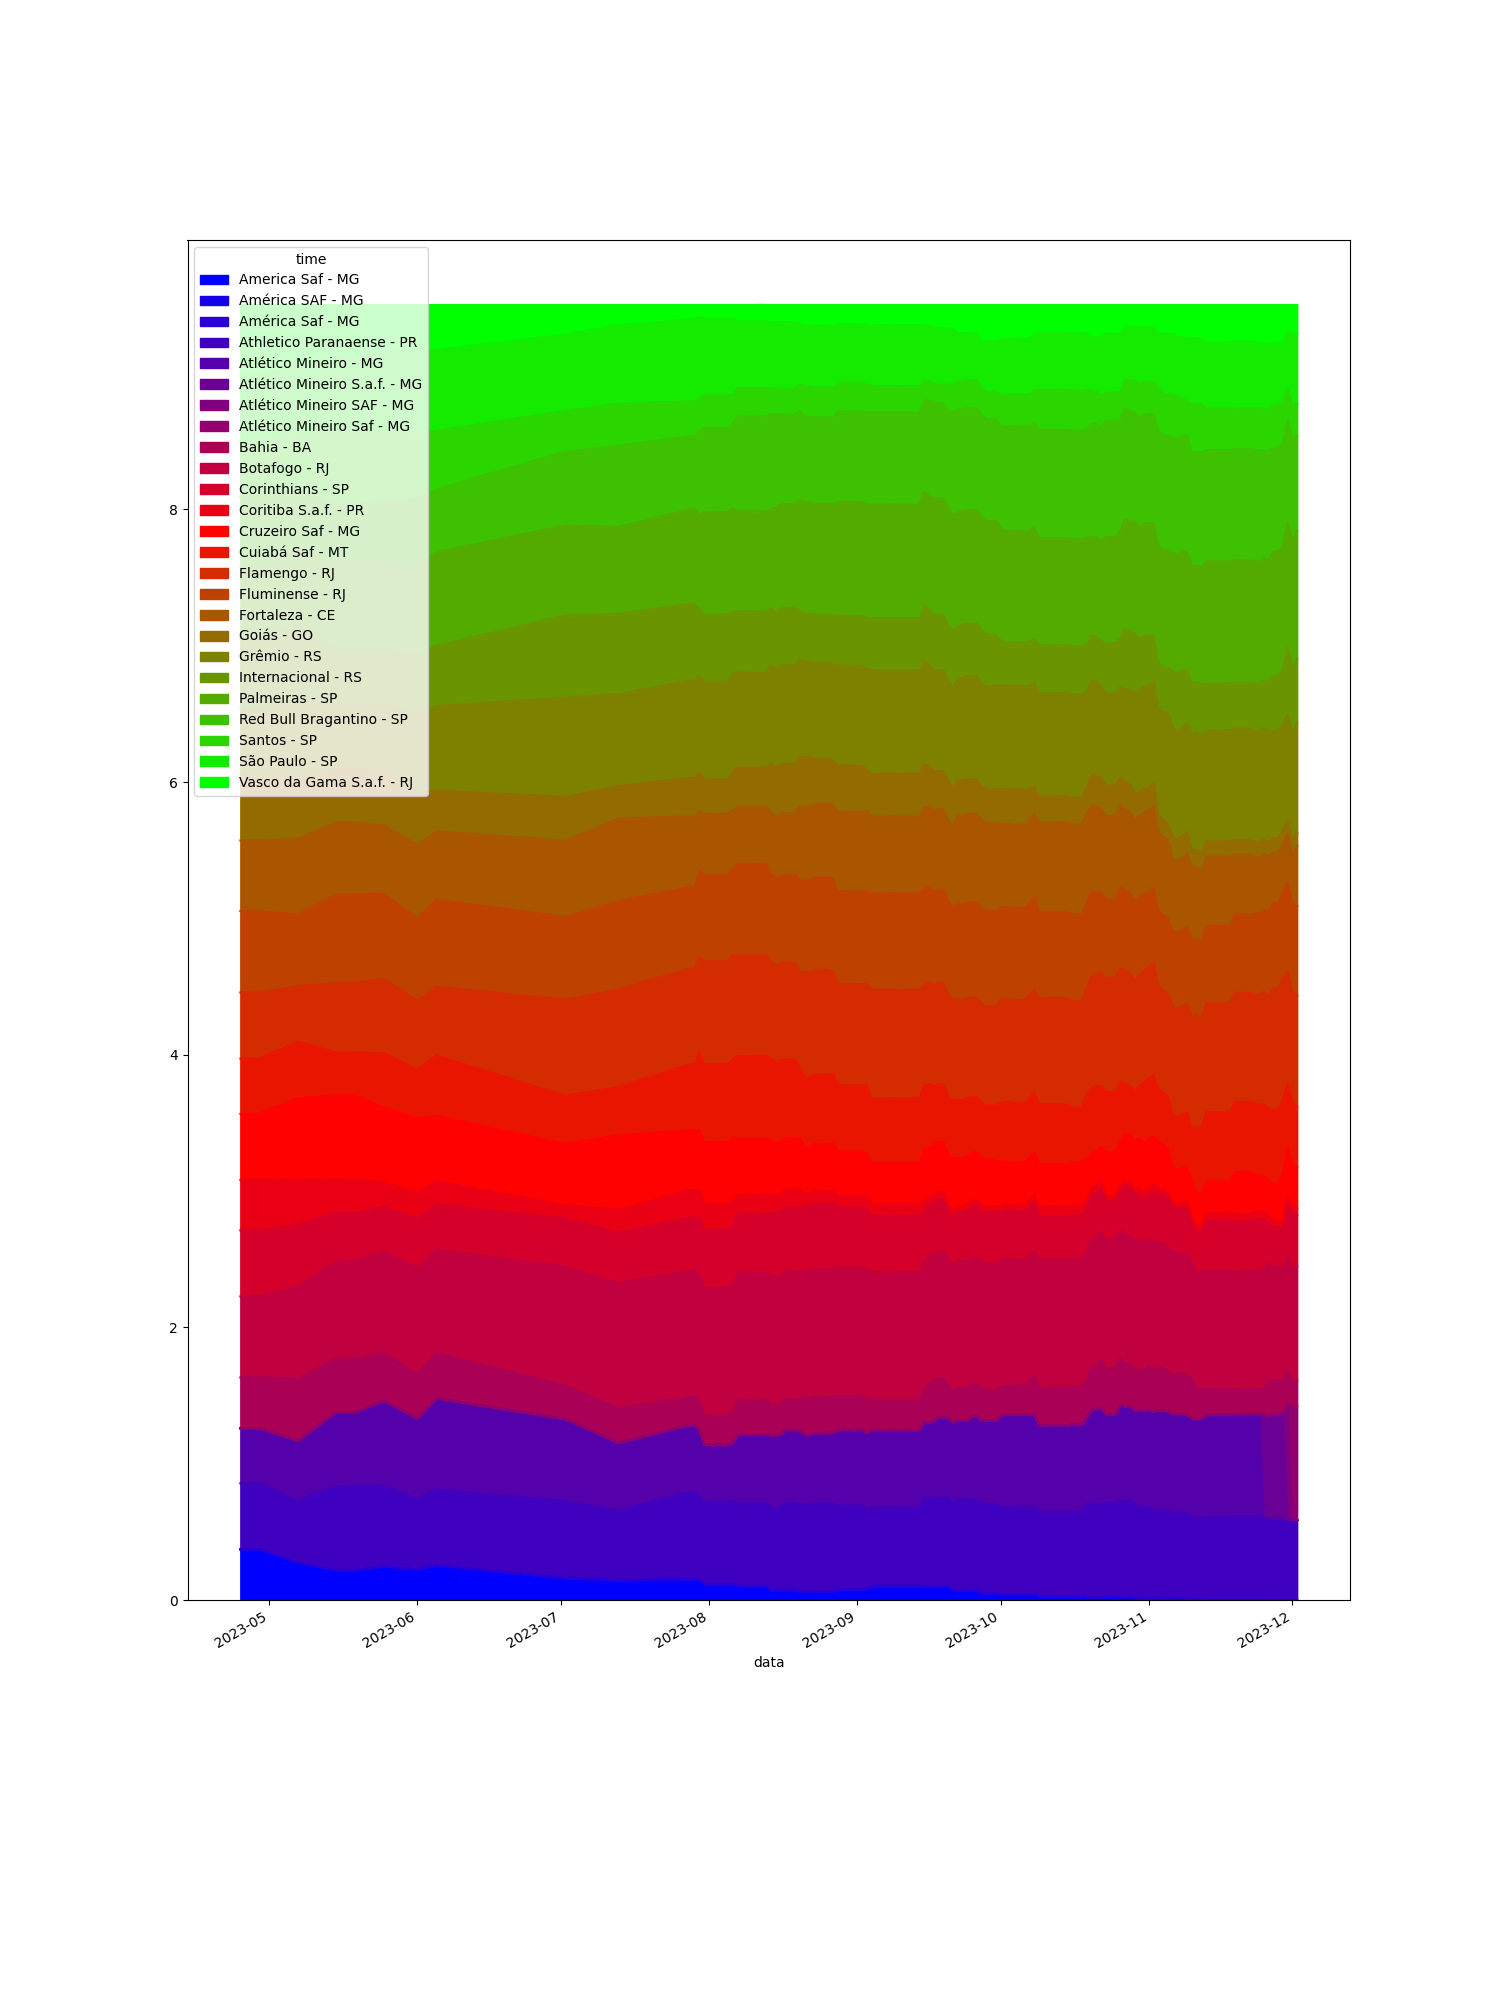 time
America Saf - MG
América SAF - MG
América Saf - MG
Athletico Paranaense - PR
Atlético Mineiro - MG
Atlético Mineiro S.a.f. - MG
Atlético Mineiro SAF - MG
Atlético Mineiro Saf - MG
Bahia - BA
Botafogo - RJ
Corinthians - SP
Coritiba S.a.f. - PR
Cruzeiro Saf - MG
Cuiabá Saf - MT
Flamengo - RJ
Fluminense - RJ
Fortaleza - CE
Goiás - GO
Grêmio - RS
Internacional - RS
Palmeiras - SP
Red Bull Bragantino - SP
Santos - SP
São Paulo - SP
Vasco da Gama S.a.f. - RJ
8
6
4
2
0
2023-05
2023-06
2023-07
2023-08
2023-09
2023-10
2023-11
2023-12
data